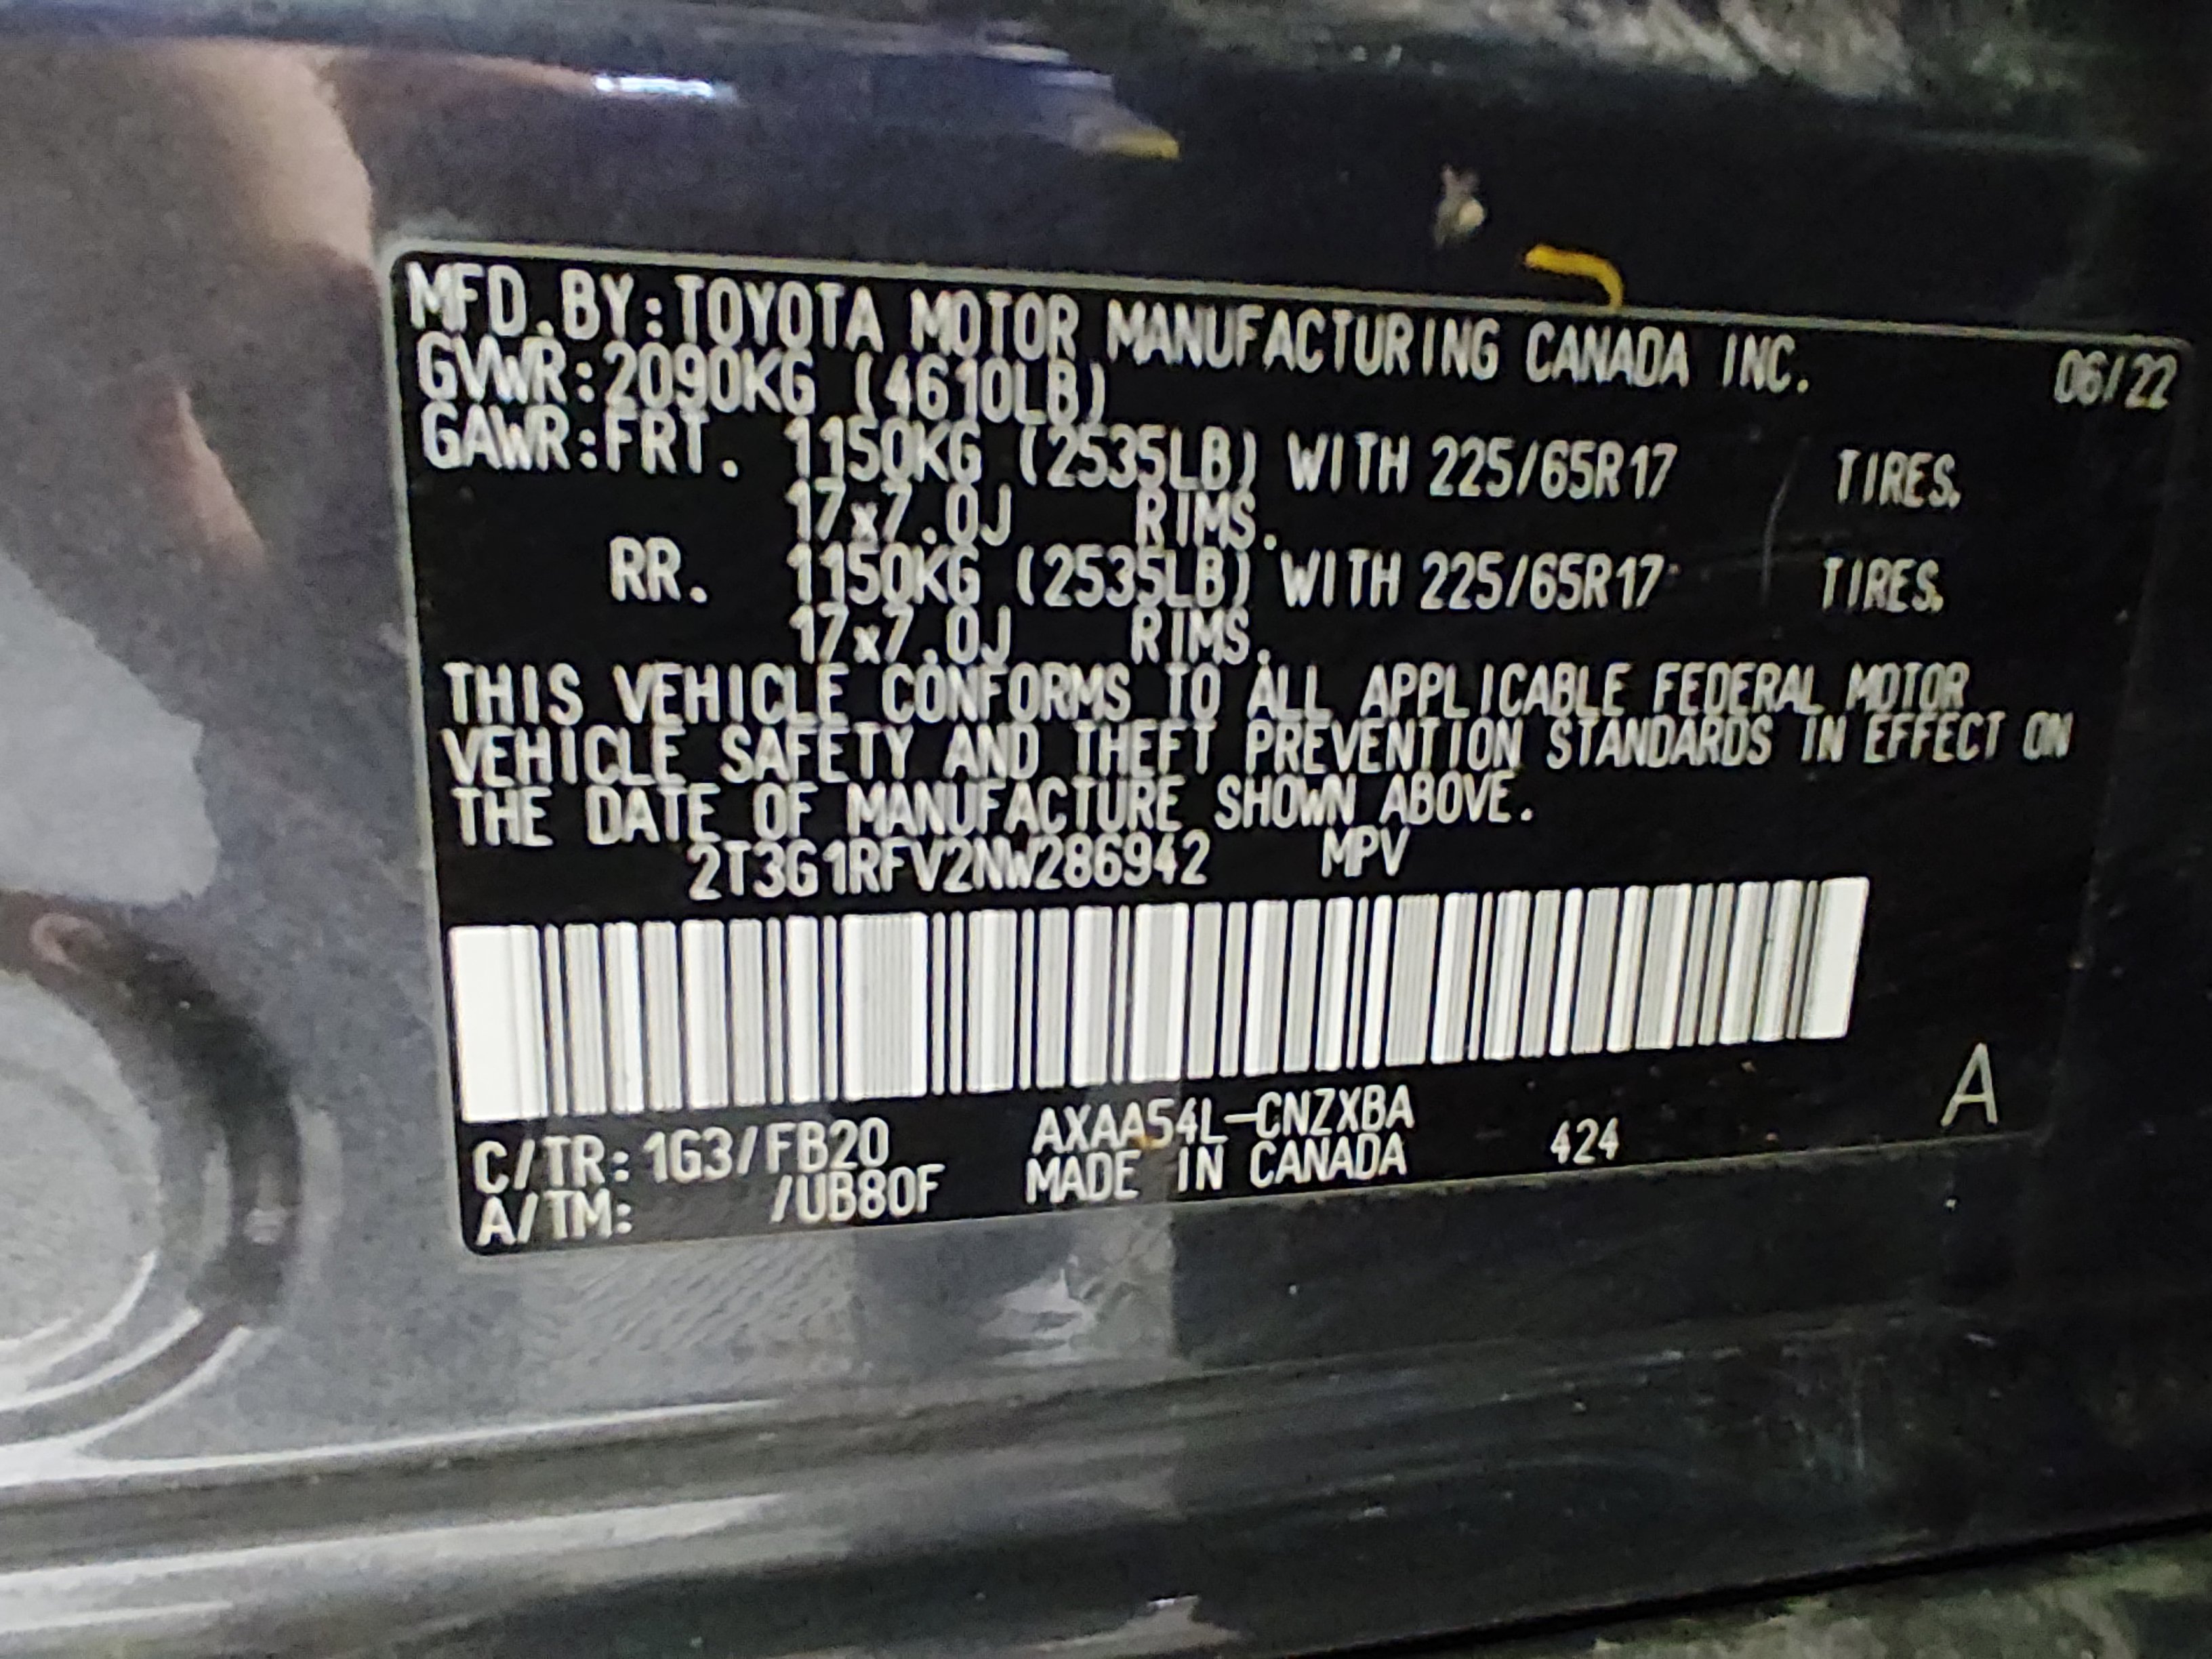 MFD.BY:TOYOTA MOTOR MANUFACTURING CANADA INC. 06/22
GVWR:2090KG (4610LB)
GAWR:FRT. 1150KG (2535LB) WITH 225/65R17 TIRES.
17x7.0J RIMS.
RR. 1150KG (2535LB) WITH 225/65R17 TIRES.
17x7.0J RIMS.
THIS VEHICLE CONFORMS TO ALL APPLICABLE FEDERAL MOTOR
VEHICLE SAFETY AND THEFT PREVENTION STANDARDS IN EFFECT ON
THE DATE OF MANUFACTURE SHOWN ABOVE.
2T3G1RFV2NW286942 MPV
A
C/TR: 1G3/FB20 AXAA54L-CNZXBA 424
A/TM: /UB80F MADE IN CANADA